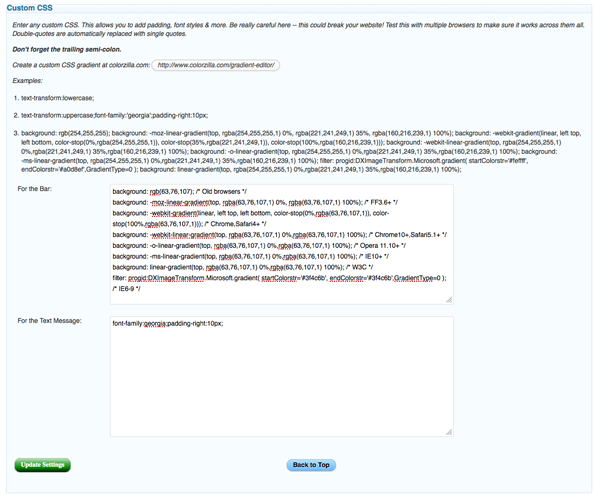 Custom CSS
Enter any custom CSS. This allows you to add padding, font styles & more. Be really careful here -- this could break your website! Test this with multiple browsers to make sure it works across them all.
Double-quotes are automatically replaced with single quotes.
Don't forget the trailing semi-colon.
Create a custom CSS gradient at colorzilla.com: http://www.colorzilla.com/gradient-editor/
Examples:
1. text-transform:lowercase;
2. text-transform:uppercase;font-family:'georgia';padding-right:10px;
3. background: rgb(254,255,255); background: -moz-linear-gradient(top, rgba(254,255,255,1) 0%, rgba(221,241,249,1) 35%, rgba(160,216,239,1) 100%); background: -webkit-gradient(linear, left top,
left bottom, color-stop(0%,rgba(254,255,255,1)), color-stop(35%,rgba(221,241,249,1)), color-stop(100%,rgba(160,216,239,1))); background: -webkit-linear-gradient(top, rgba(254,255,255,1)
0%,rgba(221,241,249,1) 35%,rgba(160,216,239,1) 100%); background: -o-linear-gradient(top, rgba(254,255,255,1) 0%,rgba(221,241,249,1) 35%,rgba(160,216,239,1) 100%); background:
-ms-linear-gradient(top, rgba(254,255,255,1) 0%,rgba(221,241,249,1) 35%,rgba(160,216,239,1) 100%); filter: progid:DXImageTransform.Microsoft.gradient( startColorstr='#feffff',
endColorstr='#a0d8ef',GradientType=0 ); background: linear-gradient(top, rgba(254,255,255,1) 0%,rgba(221,241,249,1) 35%,rgba(160,216,239,1) 100%);
For the Bar:
background: rgb(63,76,107); /* Old browsers */
background: -moz-linear-gradient(top, rgba(63,76,107,1) 0%, rgba(63,76,107,1) 100%); /* FF3.6+ */
background: -webkit-gradient(linear, left top, left bottom, color-stop(0%,rgba(63,76,107,1)), color-
stop(100%,rgba(63,76,107,1))); /* Chrome,Safari4+ */
background: -webkit-linear-gradient(top, rgba(63,76,107,1) 0%,rgba(63,76,107,1) 100%); /* Chrome10+,Safari5.1+ */
background: -o-linear-gradient(top, rgba(63,76,107,1) 0%,rgba(63,76,107,1) 100%); /* Opera 11.10+ */
background: -ms-linear-gradient(top, rgba(63,76,107,1) 0%,rgba(63,76,107,1) 100%); /* IE10+ */
background: linear-gradient(top, rgba(63,76,107,1) 0%,rgba(63,76,107,1) 100%); /* W3C */
filter: progid:DXImageTransform.Microsoft.gradient( startColorstr='#3f4c6b', endColorstr='#3f4c6b',GradientType=0 );
/* IE6-9 */
For the Text Message:
font-family:georgia;padding-right:10px;
Update Settings
Back to Top